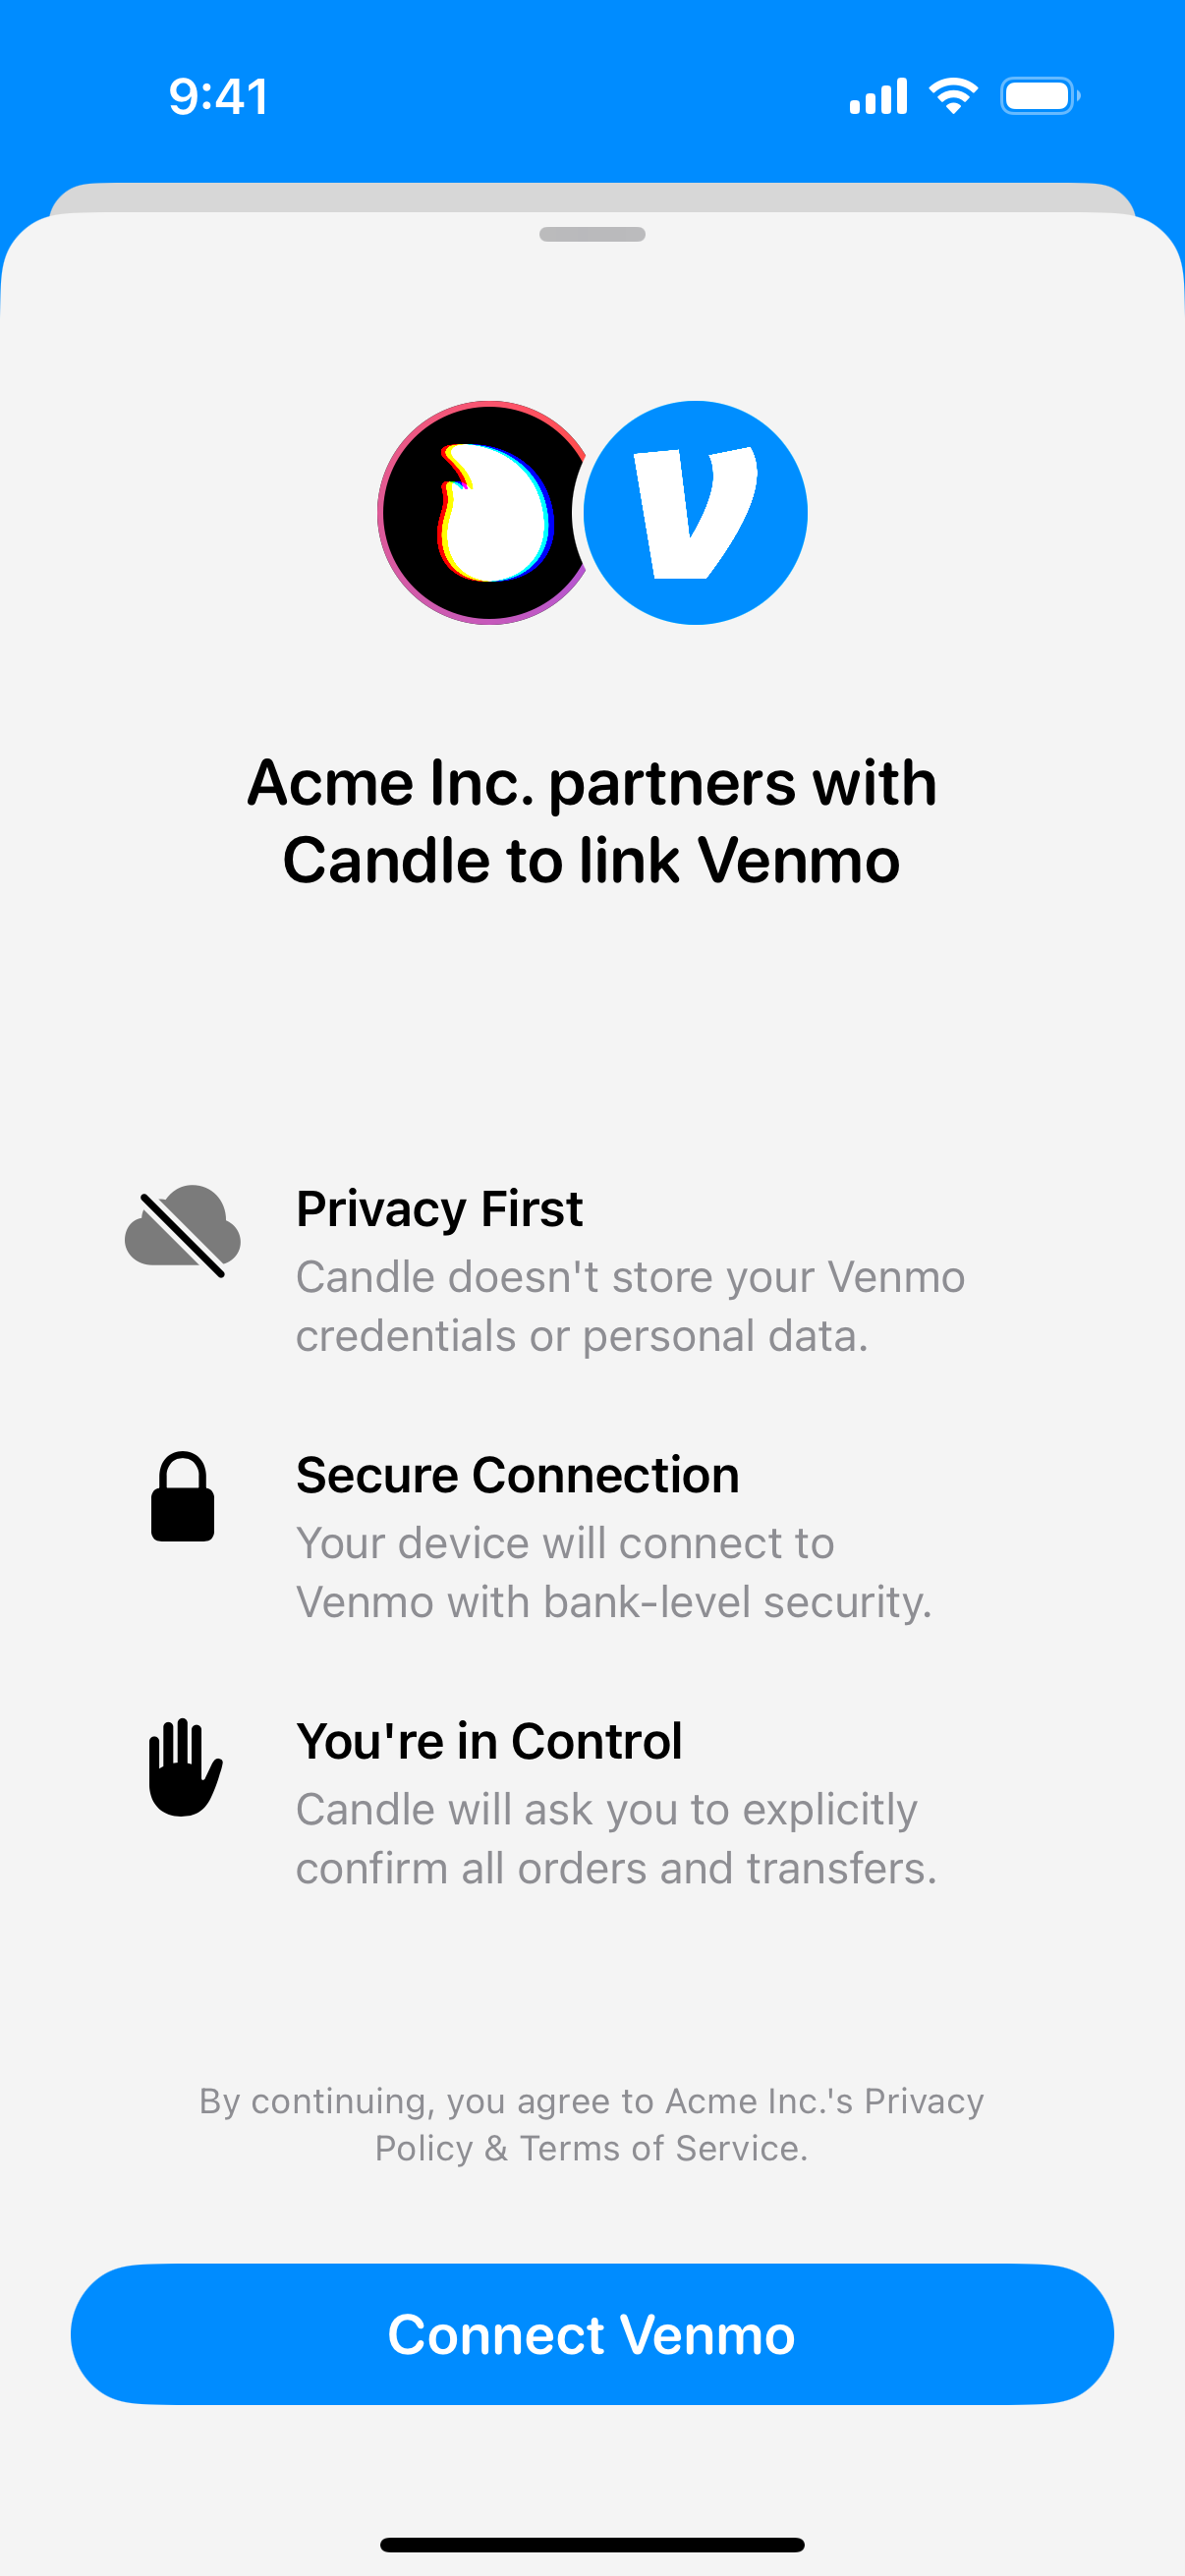 9:41
Acme Inc. partners with
Candle to link Venmo
Privacy First
Candle doesn't store your Venmo
credentials or personal data.
Secure Connection
Your device will connect to
Venmo with bank-level security.
You're in Control
Candle will ask you to explicitly
confirm all orders and transfers.
By continuing, you agree to Acme Inc.'s Privacy
Policy & Terms of Service.
Connect Venmo